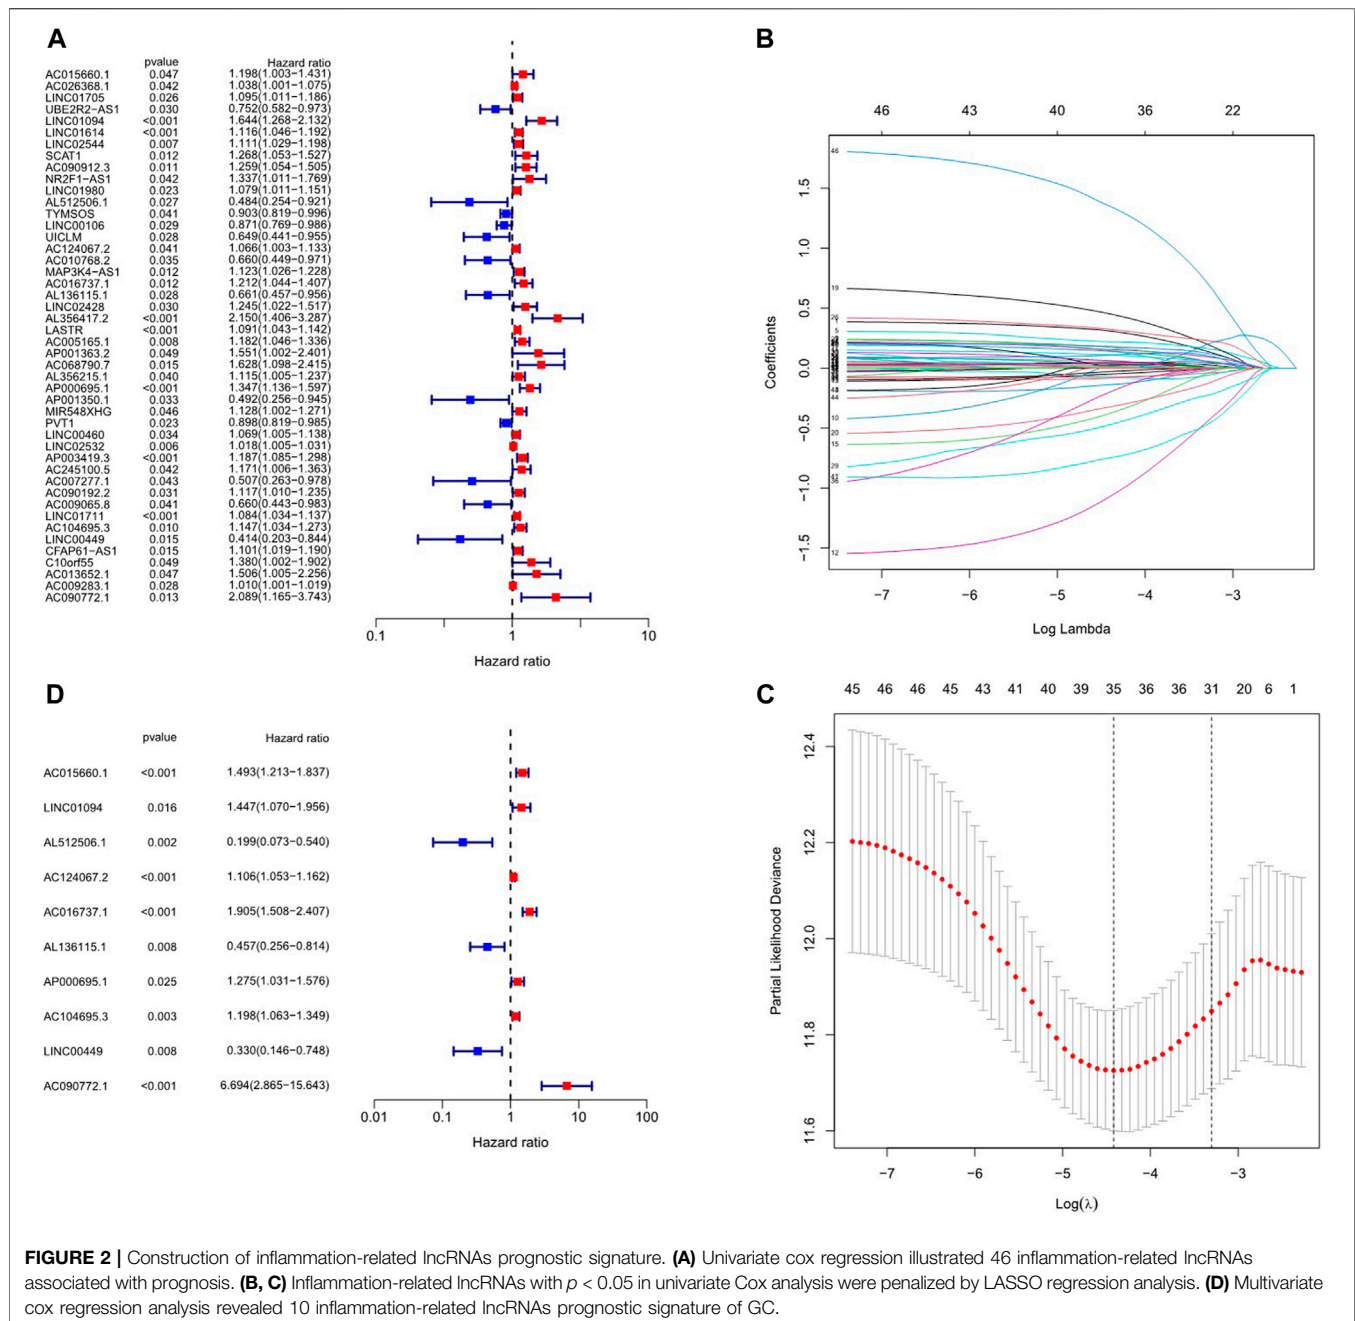 A
pvalue Hazard ratio
AC015660.1 0.047 1.198(1.003−1.431)
AC026368.1 0.042 1.038(1.001−1.075)
LINC01705 0.026 1.095(1.011−1.186)
UBE2R2−AS1 0.030 0.752(0.582−0.973)
LINC01094 <0.001 1.644(1.268−2.132)
LINC01614 <0.001 1.116(1.046−1.192)
LINC02544 0.007 1.111(1.029−1.198)
SCAT1 0.012 1.268(1.053−1.527)
AC090912.3 0.011 1.259(1.054−1.505)
NR2F1−AS1 0.042 1.337(1.011−1.769)
LINC01980 0.023 1.079(1.011−1.151)
AL512506.1 0.027 0.484(0.254−0.921)
TYMSOS 0.041 0.903(0.819−0.996)
LINC00106 0.029 0.871(0.769−0.986)
UICLM 0.028 0.649(0.441−0.955)
AC124067.2 0.041 1.066(1.003−1.133)
AC010768.2 0.035 0.660(0.449−0.971)
MAP3K4−AS1 0.012 1.123(1.026−1.228)
AC016737.1 0.012 1.212(1.044−1.407)
AL136115.1 0.028 0.661(0.457−0.956)
LINC02428 0.030 1.245(1.022−1.517)
AL356417.2 <0.001 2.150(1.406−3.287)
LASTR <0.001 1.091(1.043−1.142)
AC005165.1 0.008 1.182(1.046−1.336)
AP001363.2 0.049 1.551(1.002−2.401)
AC068790.7 0.015 1.628(1.098−2.415)
AL356215.1 0.040 1.115(1.005−1.237)
AP000695.1 <0.001 1.347(1.136−1.597)
AP001350.1 0.033 0.492(0.256−0.945)
MIR548XHG 0.046 1.128(1.002−1.271)
PVT1 0.023 0.898(0.819−0.985)
LINC00460 0.034 1.069(1.005−1.138)
LINC02532 0.006 1.018(1.005−1.031)
AP003419.3 <0.001 1.187(1.085−1.298)
AC245100.5 0.042 1.171(1.006−1.363)
AC007277.1 0.043 0.507(0.263−0.978)
AC090192.2 0.031 1.117(1.010−1.235)
AC009065.8 0.041 0.660(0.443−0.983)
LINC01711 <0.001 1.084(1.034−1.137)
AC104695.3 0.010 1.147(1.034−1.273)
LINC00449 0.015 0.414(0.203−0.844)
CFAP61−AS1 0.015 1.101(1.019−1.190)
C10orf55 0.049 1.380(1.002−1.902)
AC013652.1 0.047 1.506(1.005−2.256)
AC009283.1 0.028 1.010(1.001−1.019)
AC090772.1 0.013 2.089(1.165−3.743)
0.1 1 10
Hazard ratio
B
46 43 40 36 22
Coefficients
1.5
1.0
0.5
0.0
−0.5
−1.0
−1.5
46
19
5
44
10
20
15
29
36
12
−7 −6 −5 −4 −3
Log Lambda
D
pvalue Hazard ratio
AC015660.1 <0.001 1.493(1.213−1.837)
LINC01094 0.016 1.447(1.070−1.956)
AL512506.1 0.002 0.199(0.073−0.540)
AC124067.2 <0.001 1.106(1.053−1.162)
AC016737.1 <0.001 1.905(1.508−2.407)
AL136115.1 0.008 0.457(0.256−0.814)
AP000695.1 0.025 1.275(1.031−1.576)
AC104695.3 0.003 1.198(1.063−1.349)
LINC00449 0.008 0.330(0.146−0.748)
AC090772.1 <0.001 6.694(2.865−15.643)
0.01 0.1 1 10 100
Hazard ratio
C
45 46 46 45 43 41 40 39 35 36 36 31 20 6 1
Partial Likelihood Deviance
12.4
12.2
12.0
11.8
11.6
−7 −6 −5 −4 −3
Log(λ)
FIGURE 2 | Construction of inflammation-related lncRNAs prognostic signature. (A) Univariate cox regression illustrated 46 inflammation-related lncRNAs
associated with prognosis. (B, C) Inflammation-related lncRNAs with p < 0.05 in univariate Cox analysis were penalized by LASSO regression analysis. (D) Multivariate
cox regression analysis revealed 10 inflammation-related lncRNAs prognostic signature of GC.